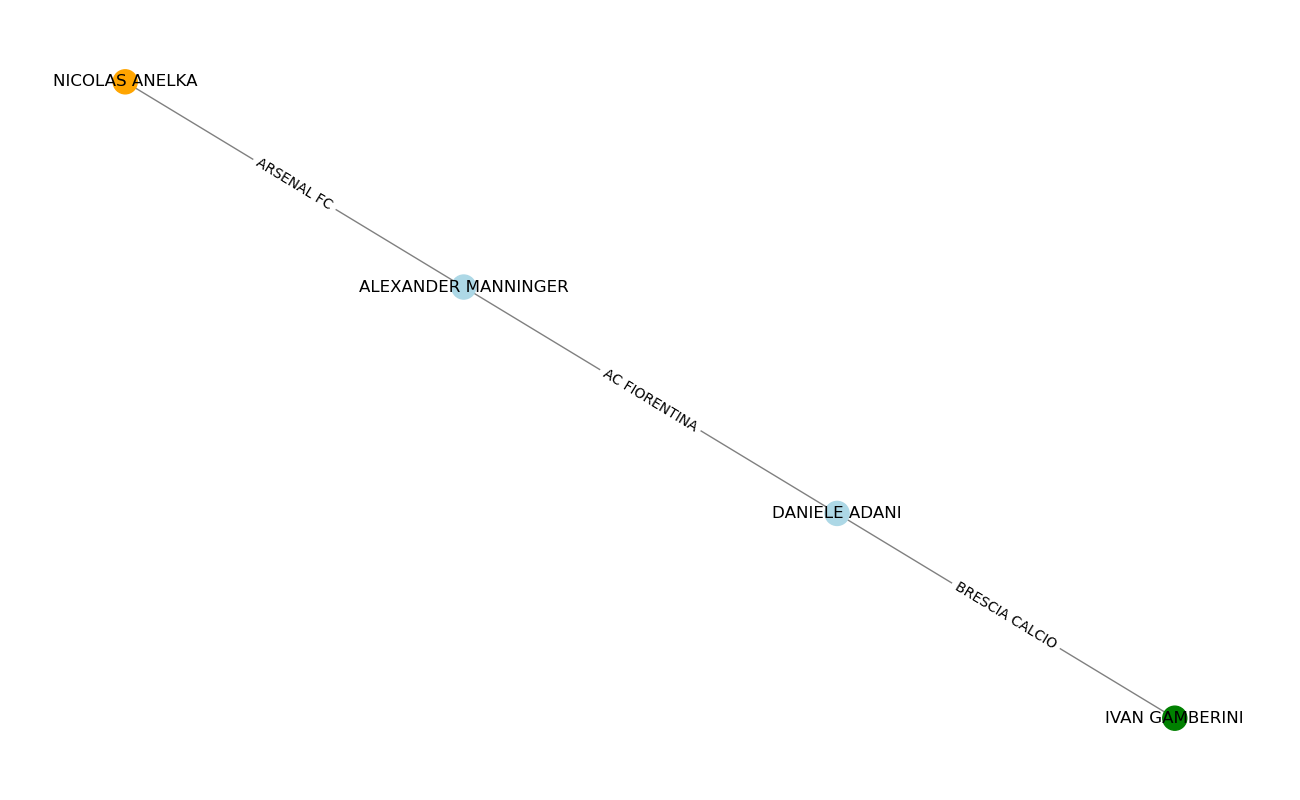 NICOLAS ANELKA
ARSENAL FC
ALEXANDER MANNINGER
AC FIORENTINA
DANIELE ADANI
BRESCIA CALCIO
IVAN GAMBERINI